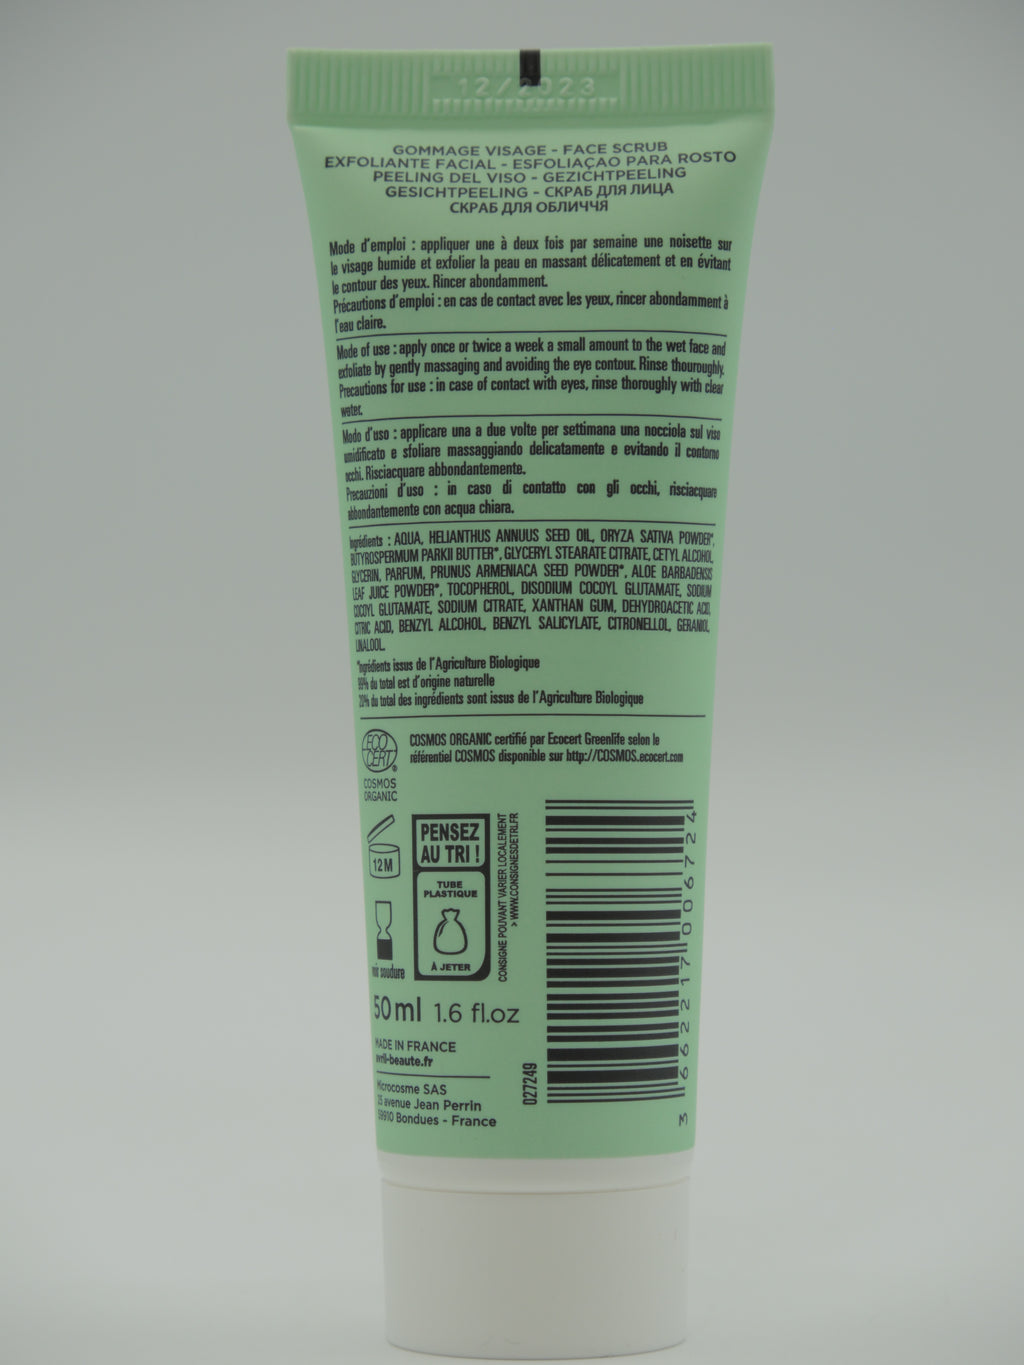 12/2023
GOMMAGE VISAGE - FACE SCRUB
EXFOLIANTE FACIAL - ESFOLIAÇAO PARA ROSTO
PEELING DEL VISO - GEZICHTPEELING
GESICHTPEELING - СКРАБ ДЛЯ ЛИЦА
СКРАБ ДЛЯ ОБЛИЧЧЯ
Mode d'emploi : appliquer une à deux fois par semaine une noisette sur
le visage humide et exfolier la peau en massant délicatement et en évitant
le contour des yeux. Rincer abondamment.
Précautions d'emploi : en cas de contact avec les yeux, rincer abondamment à
l'eau claire.
Mode of use : apply once or twice a week a small amount to the wet face and
exfoliate by gently massaging and avoiding the eye contour. Rinse thouroughly.
Precautions for use : in case of contact with eyes, rinse thoroughly with clear
water.
Modo d'uso : applicare una a due volte per settimana una nocciola sul viso
umidificato e sfoliare massaggiando delicatamente e evitando il contorno
occhi. Risciacquare abbondantemente.
Precauzioni d'uso : in caso di contatto con gli occhi, risciacquare
abbondantemente con acqua chiara.
Ingrédients : AQUA, HELIANTHUS ANNUUS SEED OIL, ORYZA SATIVA POWDER*,
BUTYROSPERMUM PARKII BUTTER*, GLYCERYL STEARATE CITRATE, CETYL ALCOHOL,
GLYCERIN, PARFUM, PRUNUS ARMENIACA SEED POWDER*, ALOE BARBADENSIS
LEAF JUICE POWDER*, TOCOPHEROL, DISODIUM COCOYL GLUTAMATE, SODIUM
COCOYL GLUTAMATE, SODIUM CITRATE, XANTHAN GUM, DEHYDROACETIC ACID,
CITRIC ACID, BENZYL ALCOHOL, BENZYL SALICYLATE, CITRONELLOL, GERANIOL,
LINALOOL.
*Ingrédients issus de l'Agriculture Biologique
99% du total est d'origine naturelle
20% du total des ingrédients sont issus de l'Agriculture Biologique
ECO
CERT®
COSMOS
ORGANIC
COSMOS ORGANIC certifié par Ecocert Greenlife selon le
référentiel COSMOS disponible sur http://COSMOS.ecocert.com
12M
PENSEZ
AU TRI !
TUBE
PLASTIQUE
À JETER
CONSIGNE POUVANT VARIER LOCALEMENT
> WWW.CONSIGNESDETRI.FR
voir soudure
50ml 1.6 fl.oz
MADE IN FRANCE
avril-beaute.fr
Microcosme SAS
25 avenue Jean Perrin
59910 Bondues - France
027249
3 662217 006724